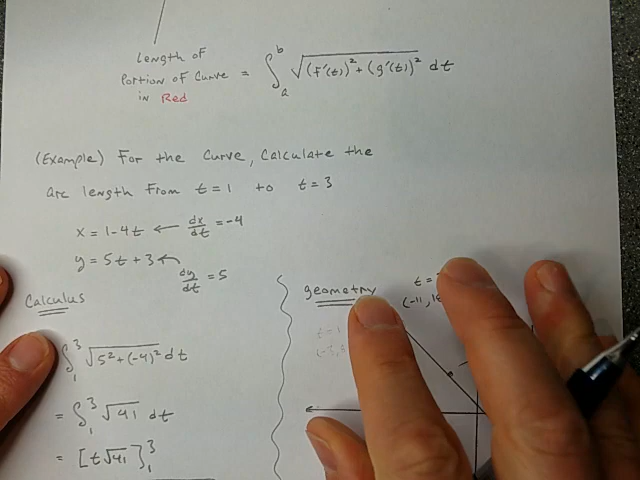 Length of
Portion of Curve = ∫ₐᵇ √(f'(t))² + (g'(t))² dt
in Red
(Example) For the Curve, Calculate the
arc length from t = 1 to t = 3
x = 1-4t ← dx/dt = -4
y = 5t + 3 ← dy/dt = 5
Calculus
∫₁³ √5² + (-4)² dt
= ∫₁³ √41 dt
= [t√41]₁³
geometry
t =
(-11, 18